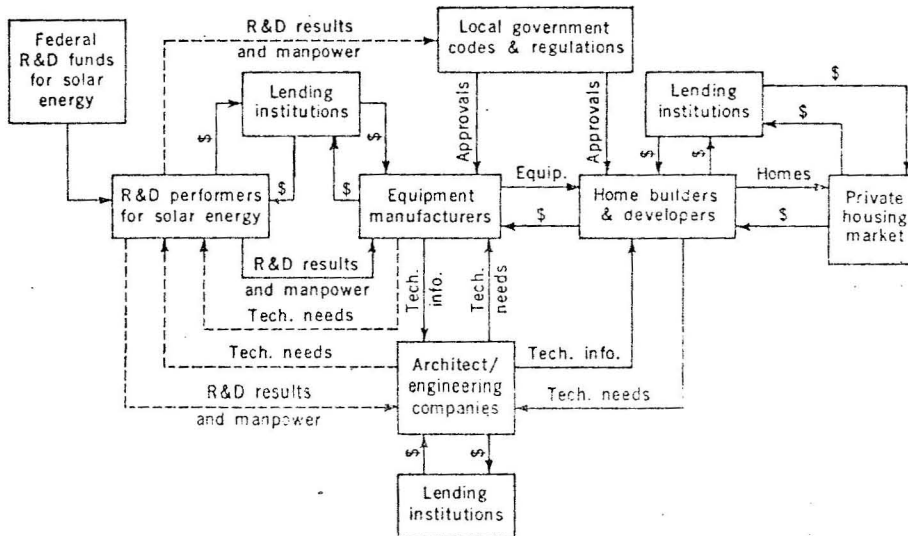 Federal
R&D funds
for solar
energy
R&D results
and manpower
Local government
codes & regulations
Lending
institutions
Lending
institutions
$
$
$
$
$
$
$
$
Approvals
Approvals
R&D performers
for solar energy
Equipment
manufacturers
Equip.
$
Home builders
& developers
Homes
$
Private
housing
market
R&D results
and manpower
Tech. needs
Tech.
info.
Tech.
needs
Tech. needs
Architect/
engineering
companies
Tech. info.
R&D results
and manpower
Tech. needs
$
$
Lending
institutions